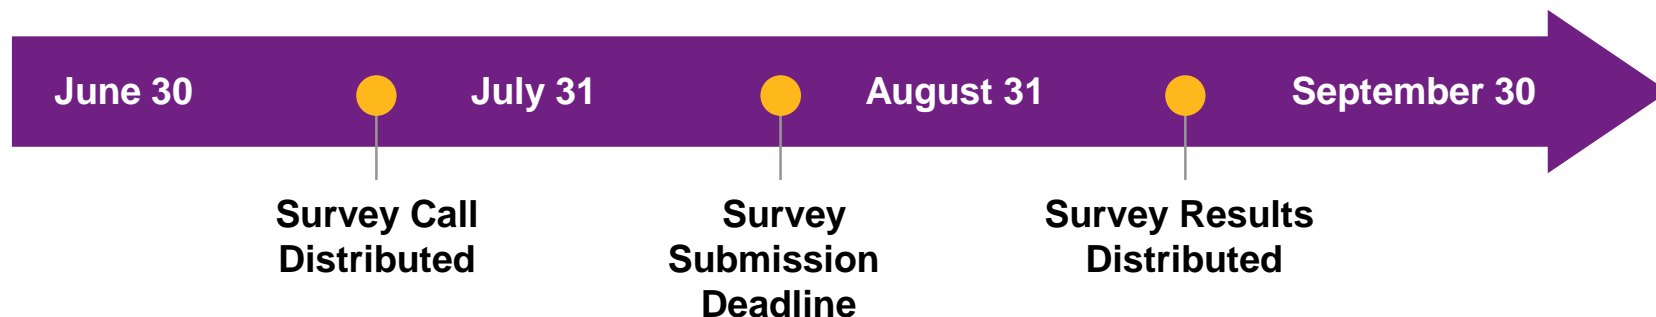 June 30 July 31 August 31 September 30
Survey Call
Distributed
Survey
Submission
Deadline
Survey Results
Distributed